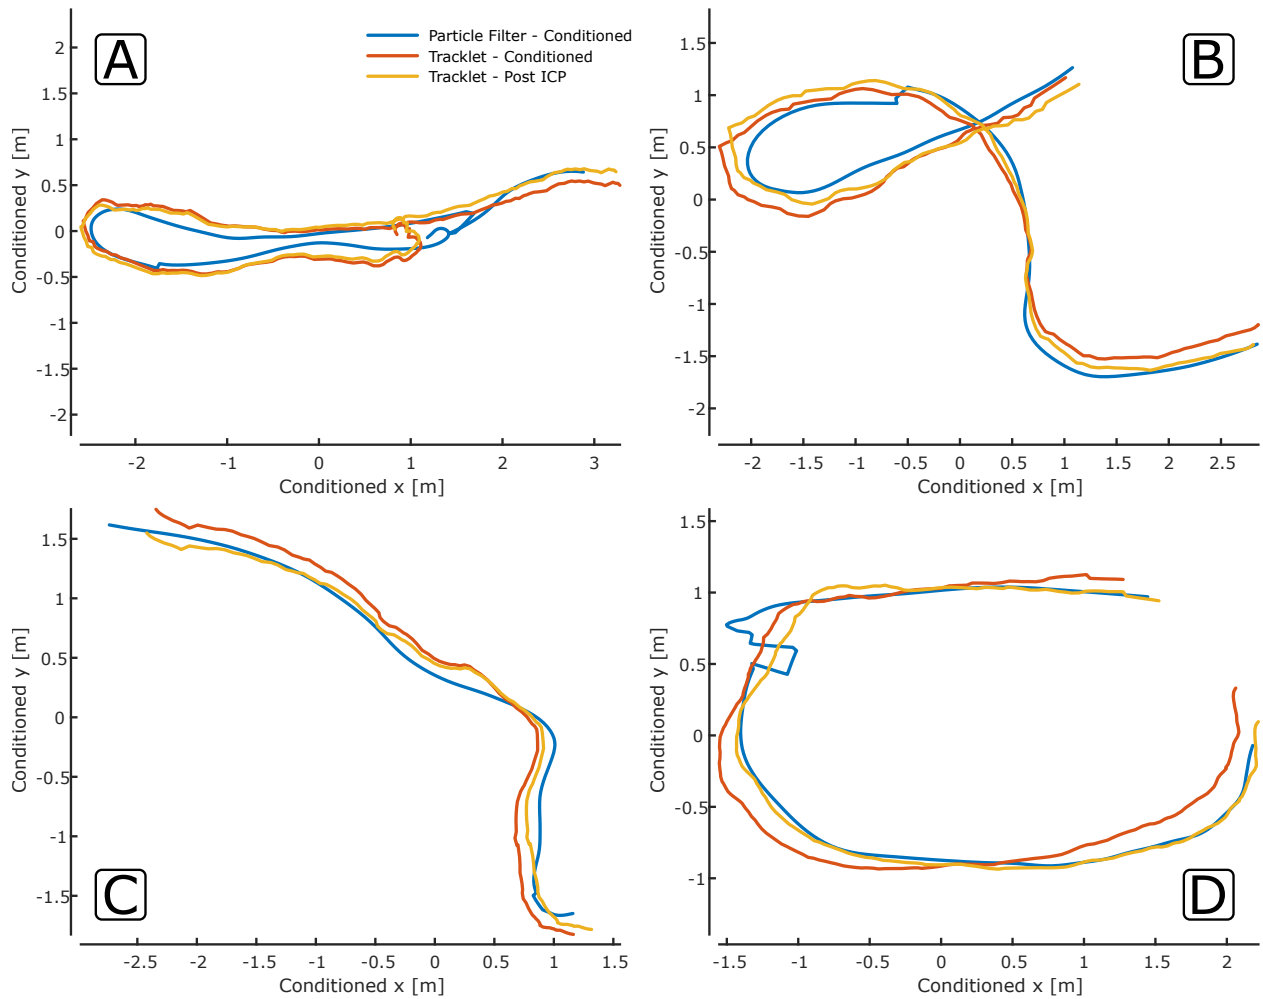 A
Particle Filter - Conditioned
Tracklet - Conditioned
Tracklet - Post ICP
2
1.5
1
0.5
0
-0.5
-1
-1.5
-2
Conditioned y [m]
-2 -1 0 1 2 3
Conditioned x [m]
B
1.5
1
0.5
0
-0.5
-1
-1.5
-2
Conditioned y [m]
-2 -1.5 -1 -0.5 0 0.5 1 1.5 2 2.5
Conditioned x [m]
C
1.5
1
0.5
0
-0.5
-1
-1.5
Conditioned y [m]
-2.5 -2 -1.5 -1 -0.5 0 0.5 1 1.5
Conditioned x [m]
D
1.5
1
0.5
0
-0.5
-1
Conditioned y [m]
-1.5 -1 -0.5 0 0.5 1 1.5 2
Conditioned x [m]